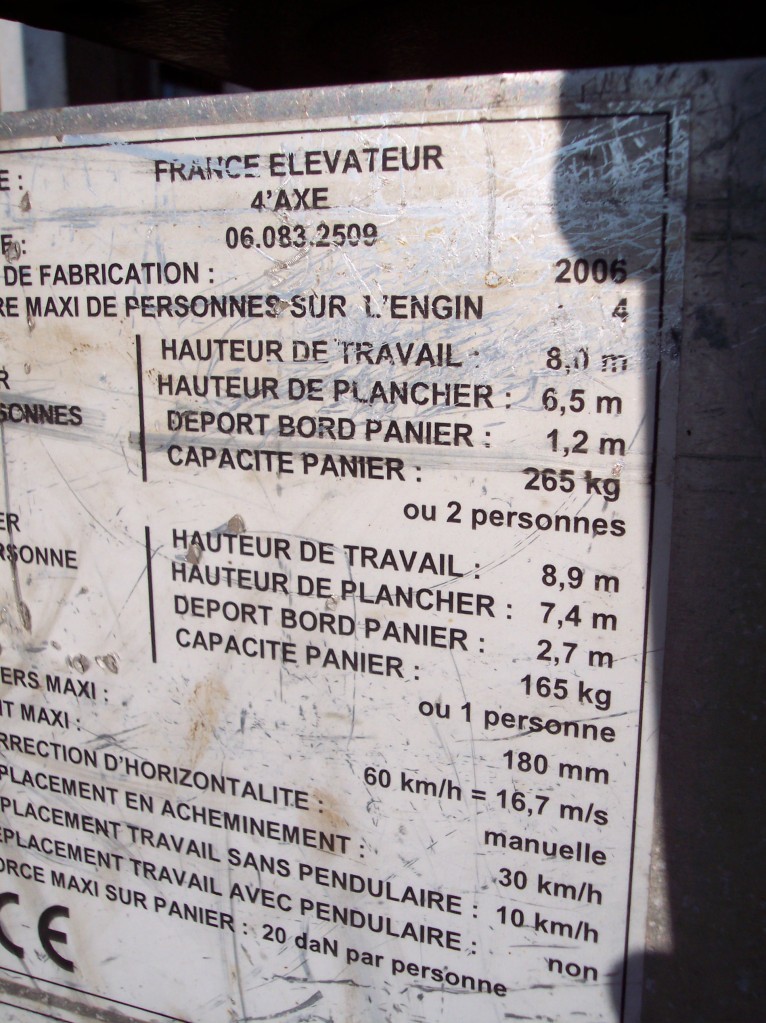 E : FRANCE ELEVATEUR
4'AXE
E : 06.083.2509
DE FABRICATION : 2006
RE MAXI DE PERSONNES SUR L'ENGIN : 4
HAUTEUR DE TRAVAIL : 8,0 m
R HAUTEUR DE PLANCHER : 6,5 m
SONNES DEPORT BORD PANIER : 1,2 m
CAPACITE PANIER : 265 kg
ou 2 personnes
ER HAUTEUR DE TRAVAIL : 8,9 m
RSONNE HAUTEUR DE PLANCHER : 7,4 m
DEPORT BORD PANIER : 2,7 m
CAPACITE PANIER : 165 kg
ou 1 personne
ERS MAXI : 180 mm
NT MAXI : 60 km/h = 16,7 m/s
RRECTION D'HORIZONTALITE : manuelle
PLACEMENT EN ACHEMINEMENT : 30 km/h
PLACEMENT TRAVAIL SANS PENDULAIRE : 10 km/h
EPLACEMENT TRAVAIL AVEC PENDULAIRE : non
ORCE MAXI SUR PANIER : 20 daN par personne
CE